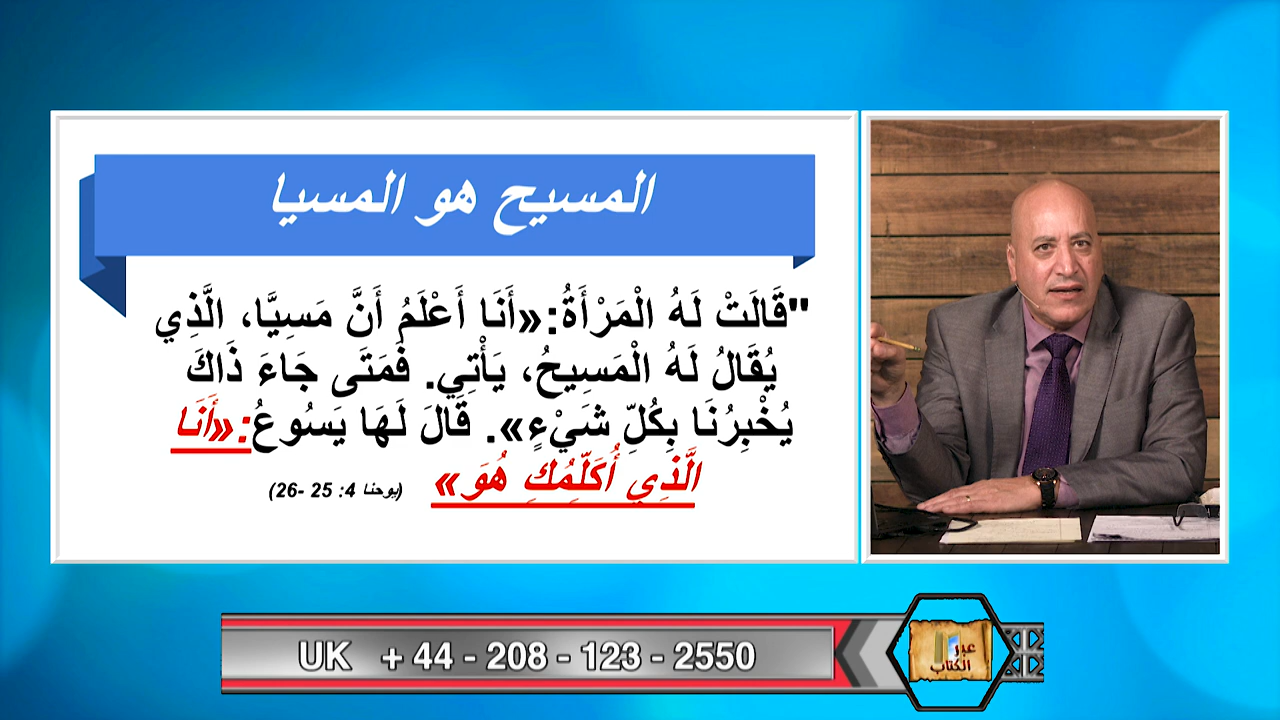 المسيح هو المسيا
"قَالَتْ لَهُ الْمَرْأَةُ:«أَنَا أَعْلَمُ أَنَّ مَسِيَّا، الَّذِي
يُقَالُ لَهُ الْمَسِيحُ، يَأْتِي. فَمَتَى جَاءَ ذَاكَ
يُخْبِرُنَا بِكُلِّ شَيْءٍ». قَالَ لَهَا يَسُوعُ:«أَنَا
الَّذِي أُكَلِّمُكِ هُوَ» (يوحنا 4: 25 -26)
UK + 44 - 208 - 123 - 2550
عبر
الكتاب